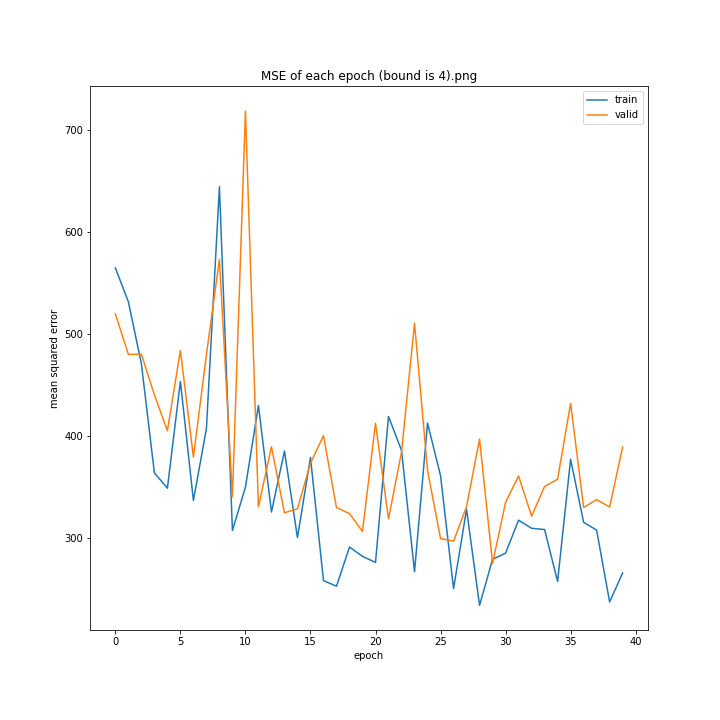 MSE of each epoch (bound is 4).png
train
valid
mean squared error
700
600
500
400
300
0 5 10 15 20 25 30 35 40
epoch